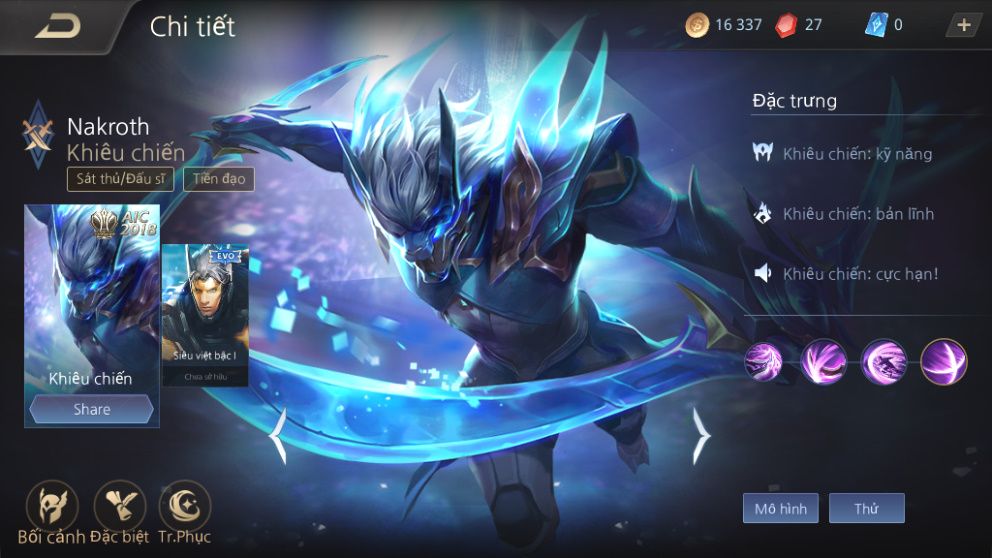 Chi tiết
16 337
27
0
Nakroth
Khiêu chiến
Sát thủ/Đấu sĩ
Tiên đạo
AIC
2018
Khiêu chiến
Share
EVO
Siêu việt bậc I
Chưa sở hữu
Đặc trưng
Khiêu chiến: kỹ năng
Khiêu chiến: bản lĩnh
Khiêu chiến: cực hạn!
Bối cảnh
Đặc biệt
Tr.Phục
Mô hình
Thử